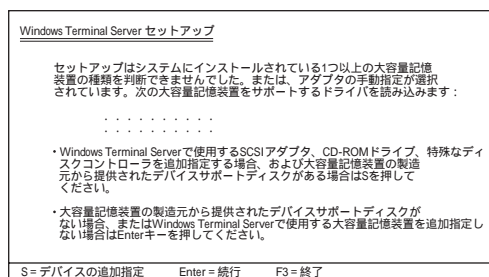 Windows Terminal Server セットアップ
セットアップはシステムにインストールされている1つ以上の大容量記憶
装置の種類を判断できませんでした。または、アダプタの手動指定が選択
されています。次の大容量記憶装置をサポートするドライバを読み込みます:
. . . . . . . . . .
. . . . . . . . . .
・Windows Terminal Serverで使用するSCSIアダプタ、CD-ROMドライブ、特殊なディ
スクコントローラを追加指定する場合、および大容量記憶装置の製造
元から提供されたデバイスサポートディスクがある場合はSを押して
ください。
・大容量記憶装置の製造元から提供されたデバイスサポートディスクが
ない場合、またはWindows Terminal Serverで使用する大容量記憶装置を追加指定し
ない場合はEnterキーを押してください。
S = デバイスの追加指定 Enter = 続行 F3 = 終了